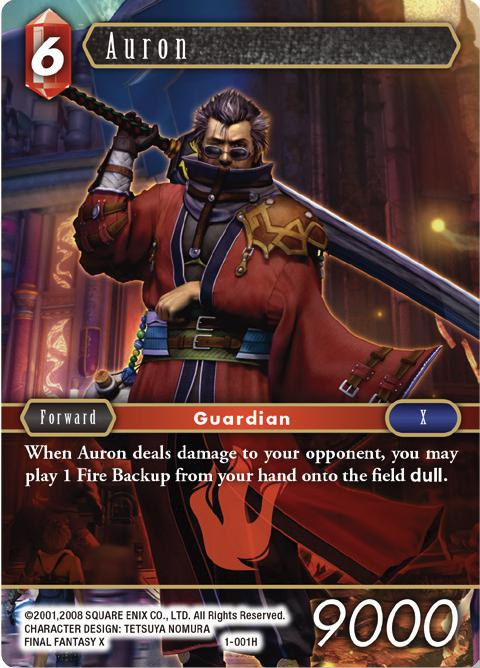 6
Auron
Forward
Guardian
X
When Auron deals damage to your opponent, you may
play 1 Fire Backup from your hand onto the field dull.
©2001,2008 SQUARE ENIX CO., LTD. All Rights Reserved.
CHARACTER DESIGN: TETSUYA NOMURA
FINAL FANTASY X
1-001H
9000